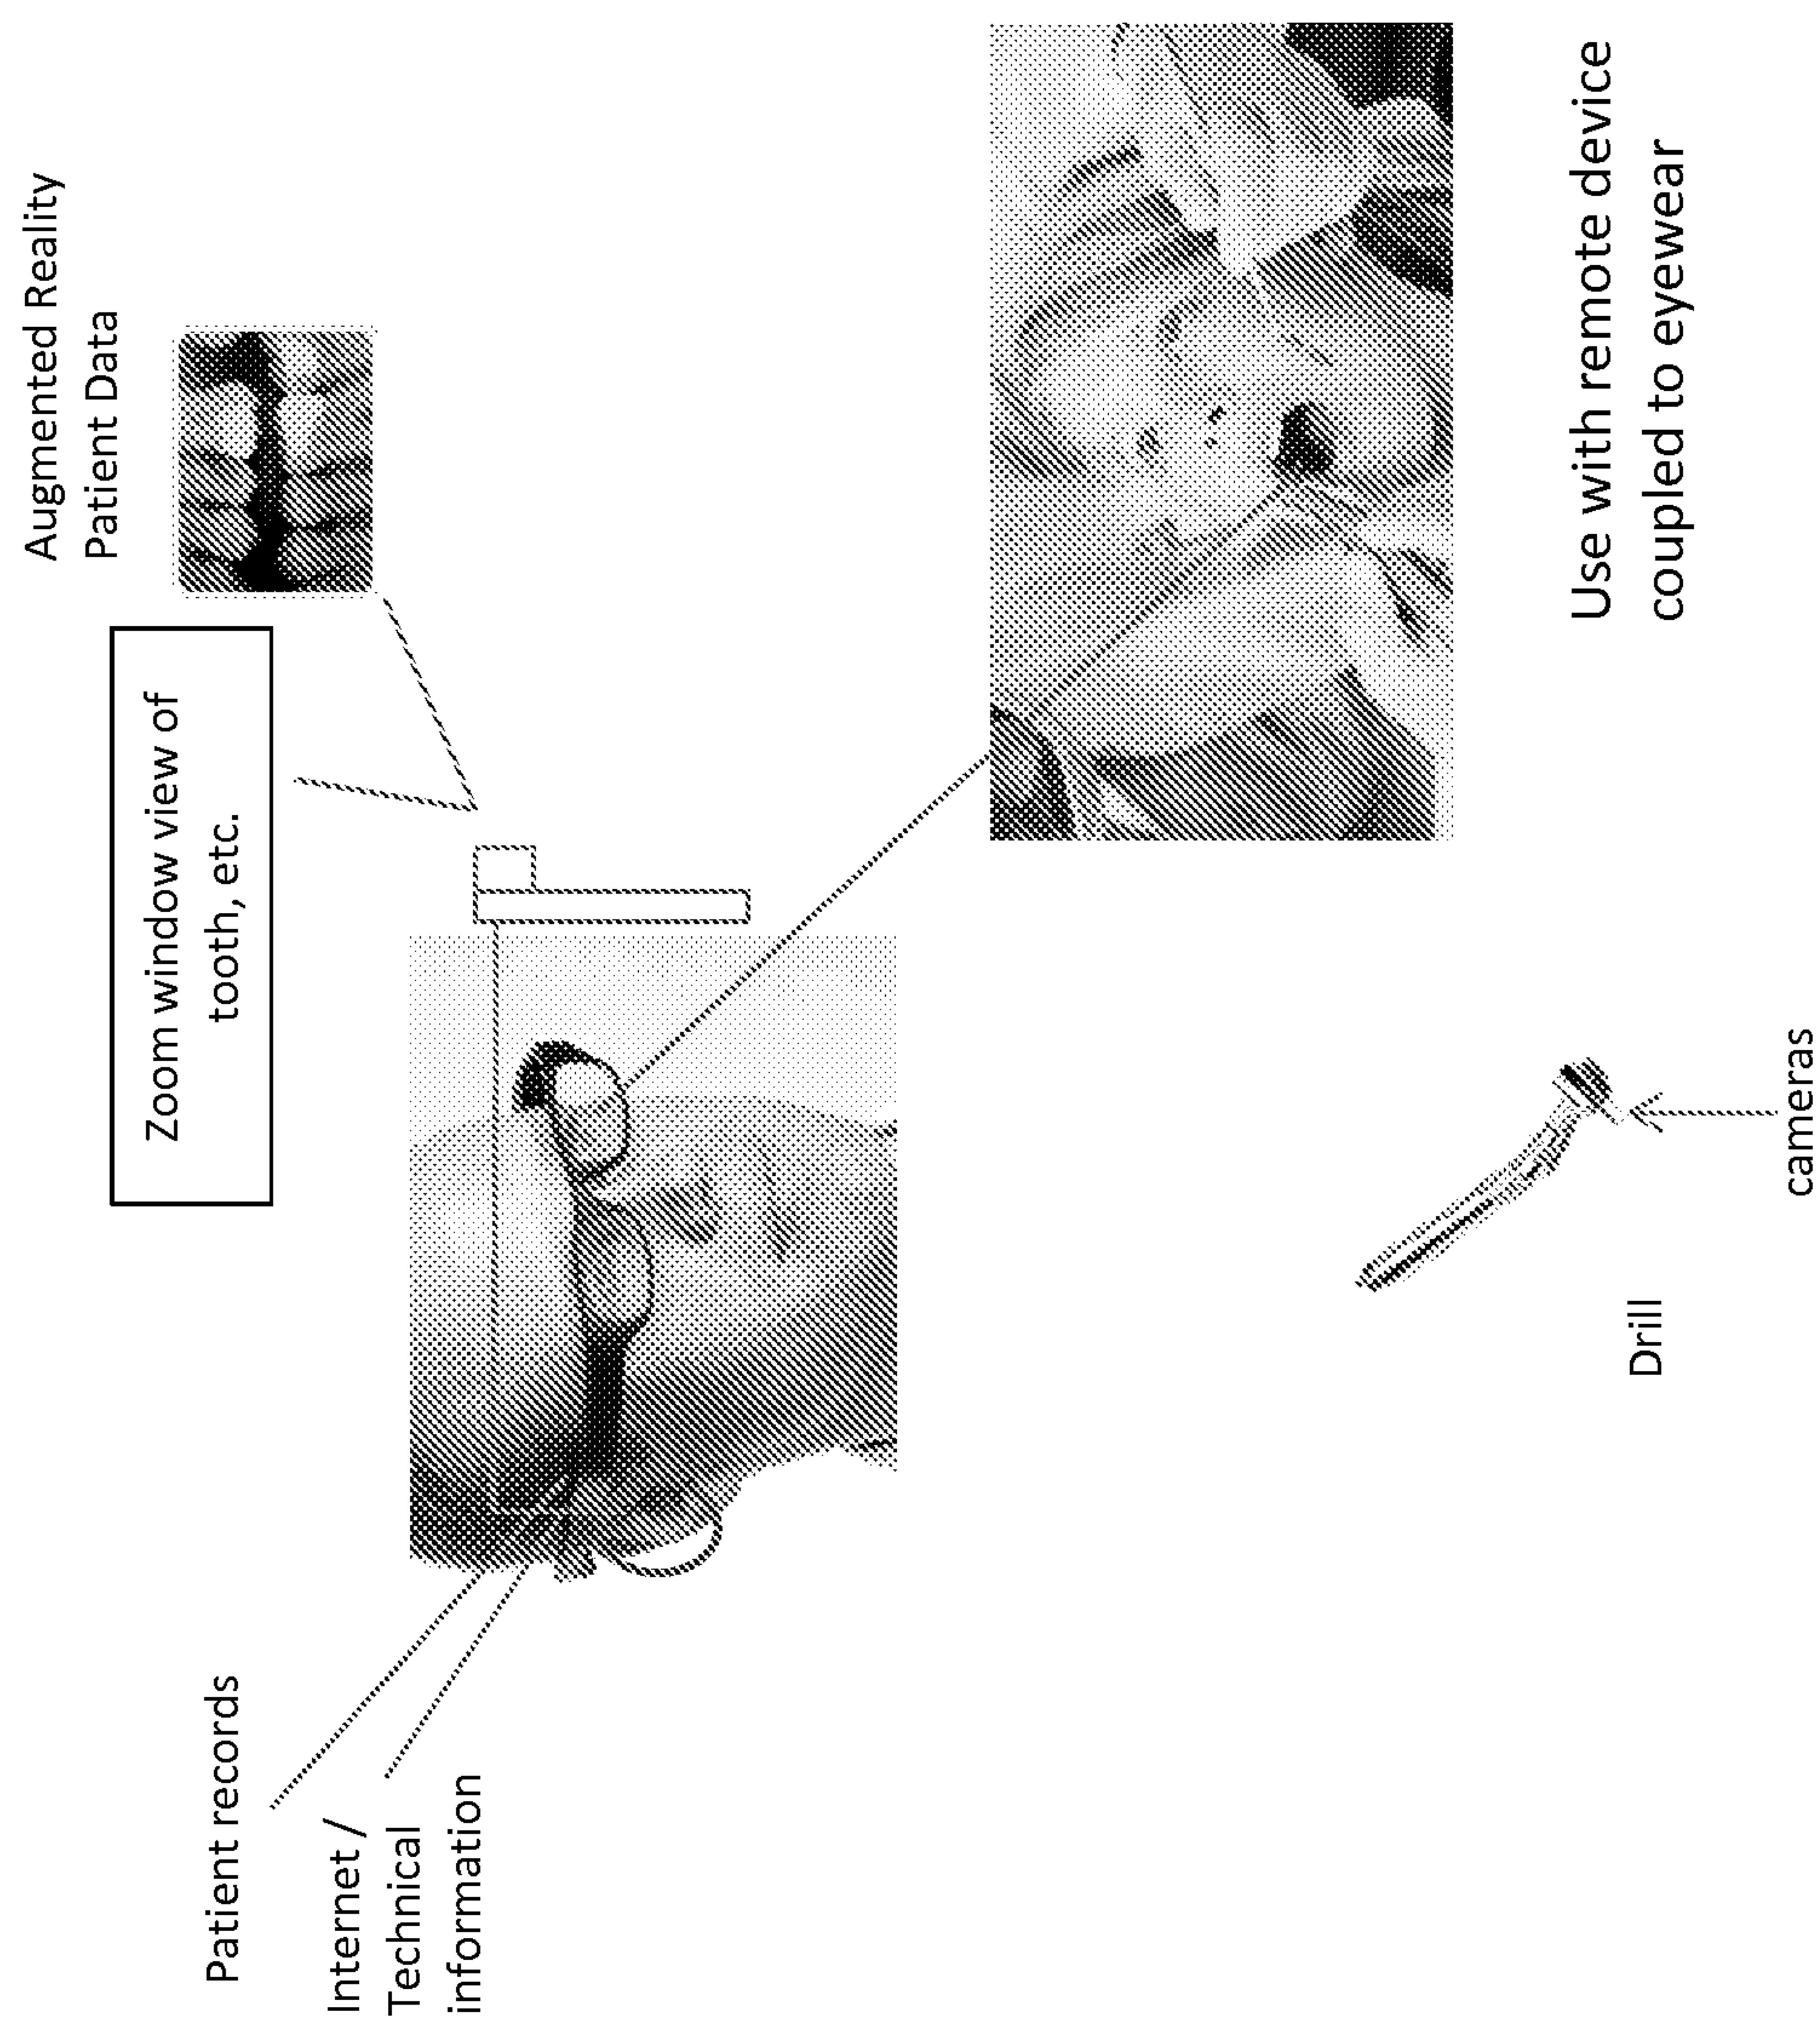 Augmented Reality
Patient Data
Zoom window view of
tooth, etc.
Patient records
Internet /
Technical
information
Use with remote device
coupled to eyewear
Drill
cameras